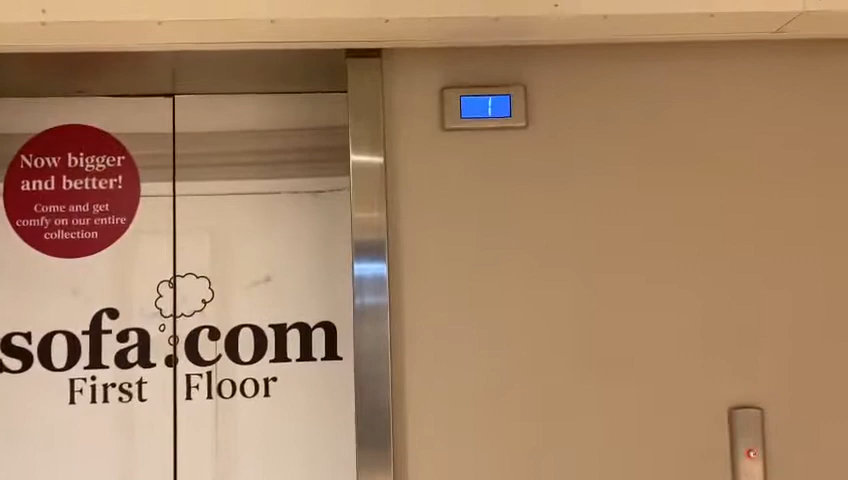 1
Now bigger
and better!
Come and get
comfy on our entire
collection
sofa.com
First Floor